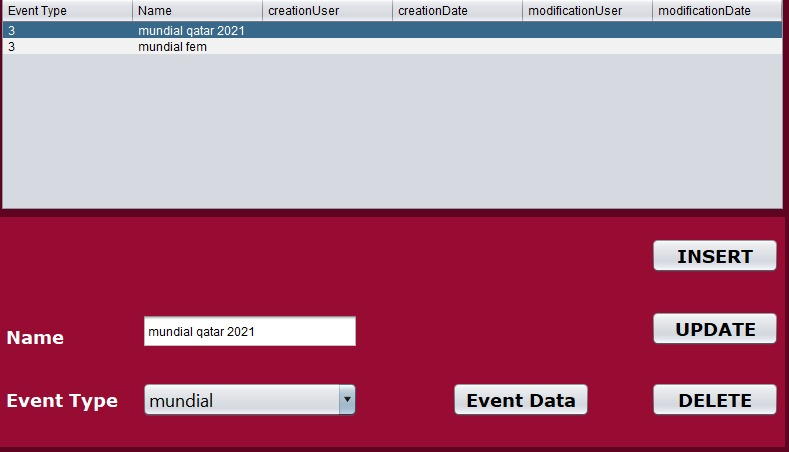 Event Type Name creationUser creationDate modificationUser modificationDate
3 mundial qatar 2021
3 mundial fem
INSERT
Name mundial qatar 2021 UPDATE
Event Type mundial Event Data DELETE